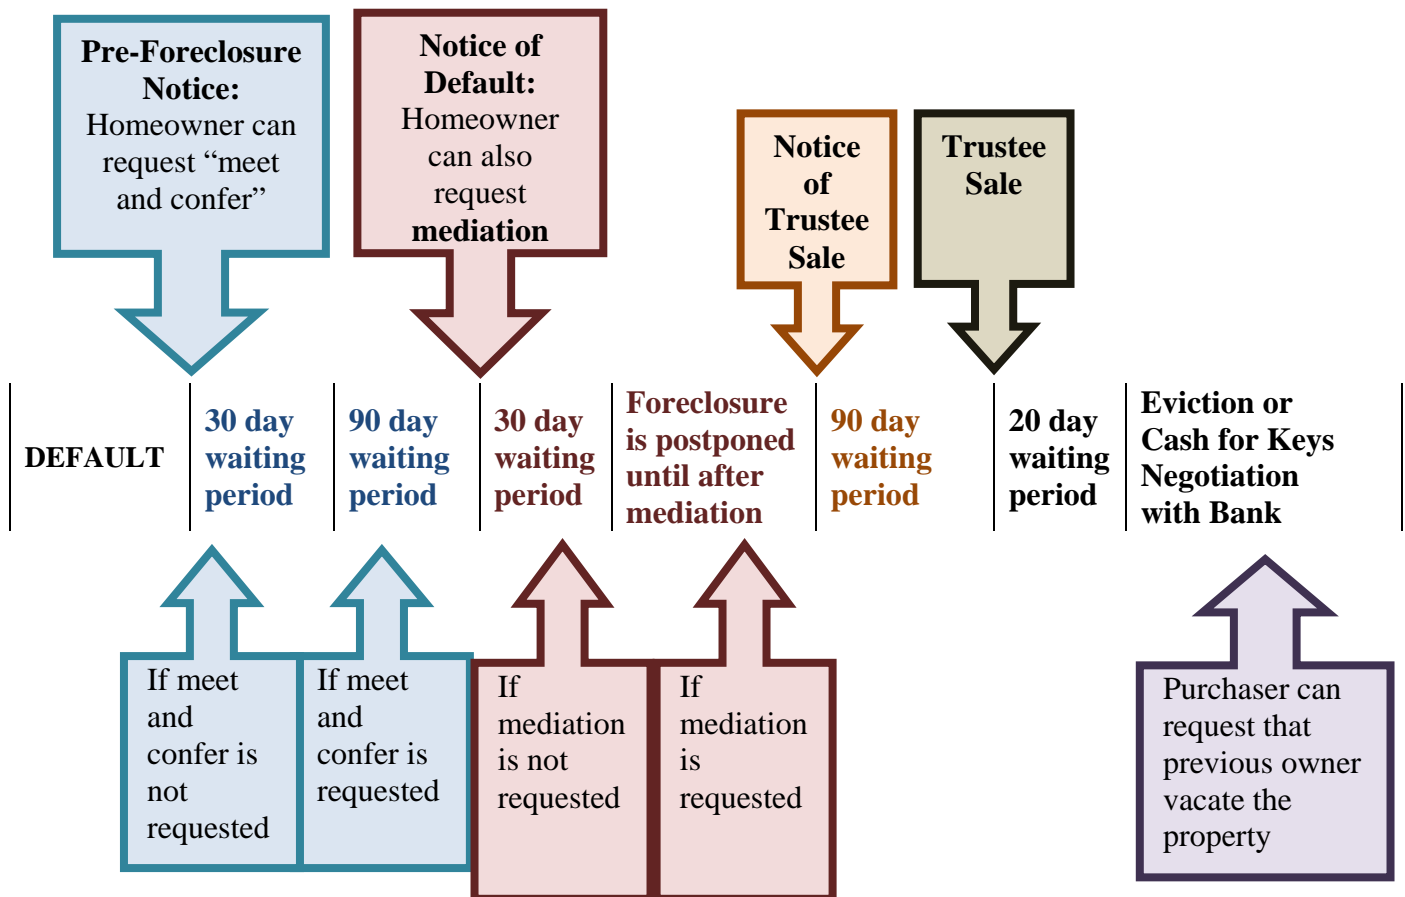 Pre-Foreclosure
Notice:
Homeowner can
request “meet
and confer”
Notice of
Default:
Homeowner
can also
request
mediation
Notice
of
Trustee
Sale
Trustee
Sale
DEFAULT
30 day
waiting
period
90 day
waiting
period
30 day
waiting
period
Foreclosure
is postponed
until after
mediation
90 day
waiting
period
20 day
waiting
period
Eviction or
Cash for Keys
Negotiation
with Bank
If meet
and
confer is
not
requested
If meet
and
confer is
requested
If
mediation
is not
requested
If
mediation
is
requested
Purchaser can
request that
previous owner
vacate the
property